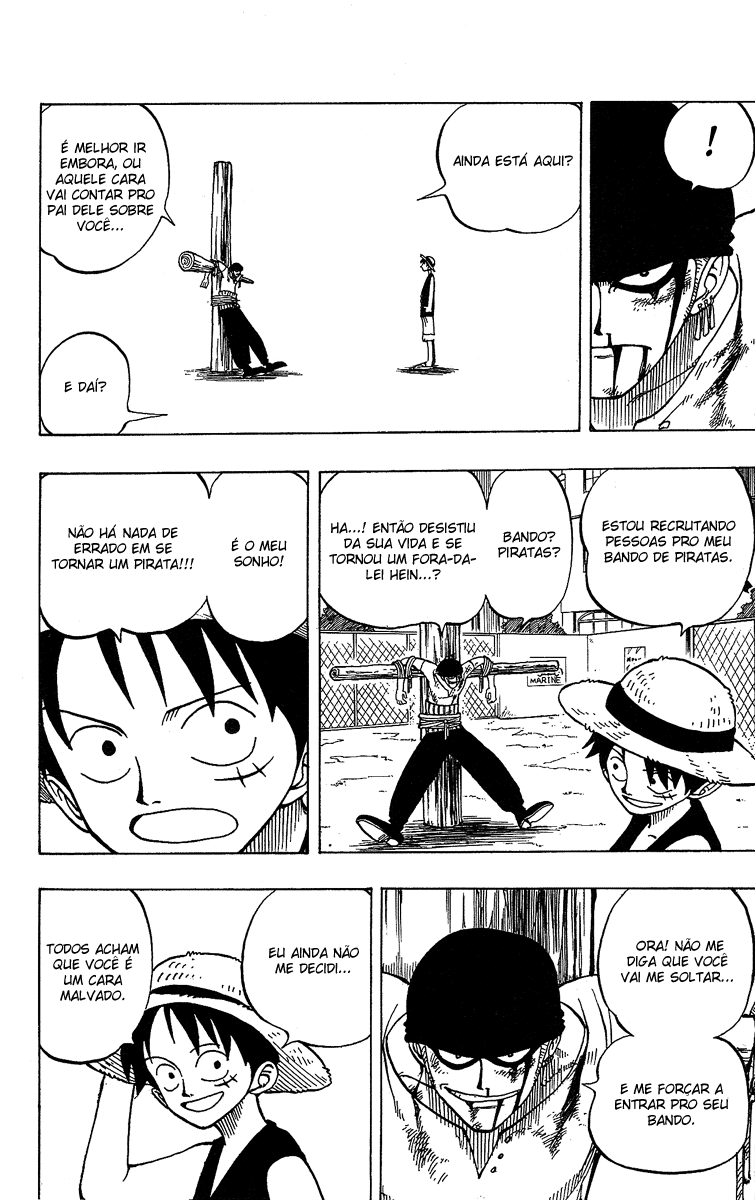 !
AINDA ESTÁ AQUI?
É MELHOR IR
EMBORA, OU
AQUELE CARA
VAI CONTAR PRO
PAI DELE SOBRE
VOCÊ...
E DAÍ?
ESTOU RECRUTANDO
PESSOAS PRO MEU
BANDO DE PIRATAS.
BANDO?
PIRATAS?
HA...! ENTÃO DESISTIU
DA SUA VIDA E SE
TORNOU UM FORA-DA-
LEI HEIN...?
MARINE
É O MEU
SONHO!
NÃO HÁ NADA DE
ERRADO EM SE
TORNAR UM PIRATA!!!
ORA! NÃO ME
DIGA QUE VOCÊ
VAI ME SOLTAR...
E ME FORÇAR A
ENTRAR PRO SEU
BANDO.
EU AINDA NÃO
ME DECIDI...
TODOS ACHAM
QUE VOCÊ É
UM CARA
MALVADO.